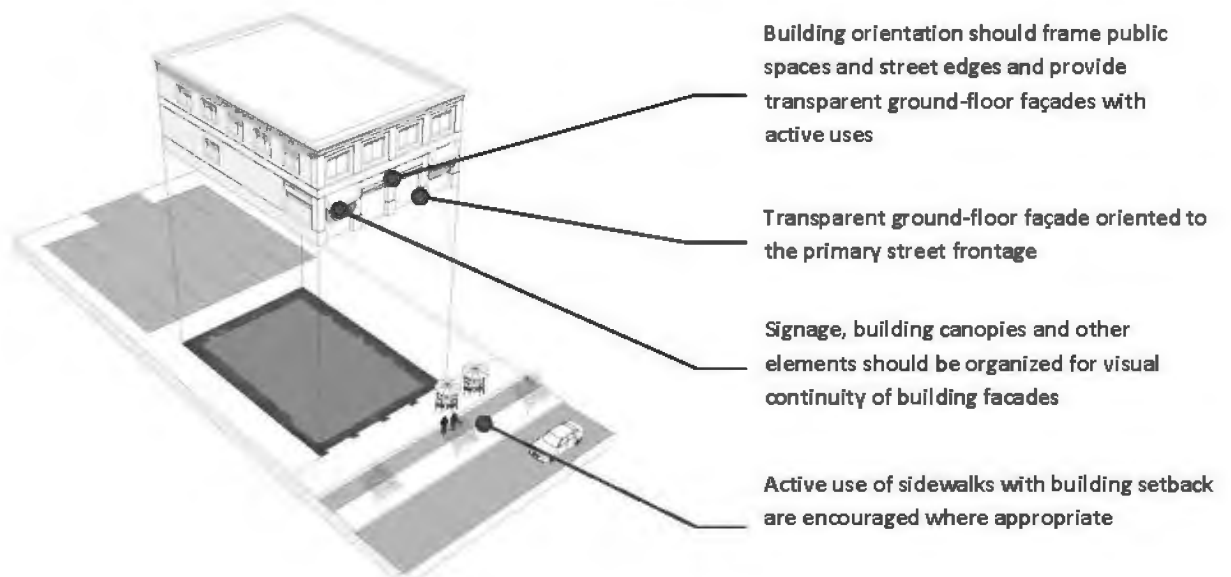 Building orientation should frame public
spaces and street edges and provide
transparent ground-floor façades with
active uses
Transparent ground-floor façade oriented to
the primary street frontage
Signage, building canopies and other
elements should be organized for visual
continuity of building facades
Active use of sidewalks with building setback
are encouraged where appropriate